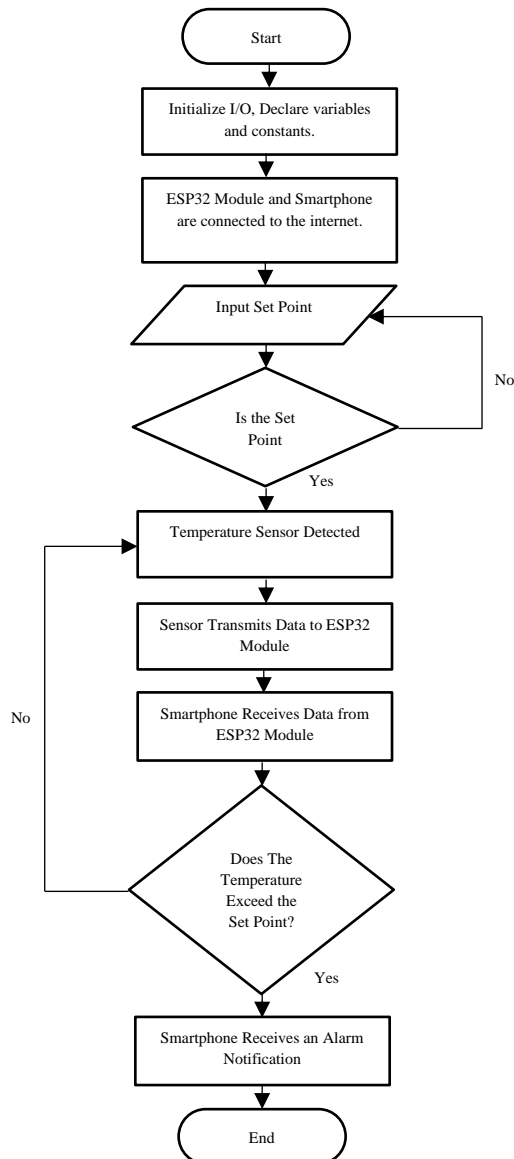 Start
Initialize I/O, Declare variables
and constants.
ESP32 Module and Smartphone
are connected to the internet.
Input Set Point
No
Is the Set
Point
Yes
Temperature Sensor Detected
Sensor Transmits Data to ESP32
Module
No
Smartphone Receives Data from
ESP32 Module
Does The
Temperature
Exceed the
Set Point?
Yes
Smartphone Receives an Alarm
Notification
End